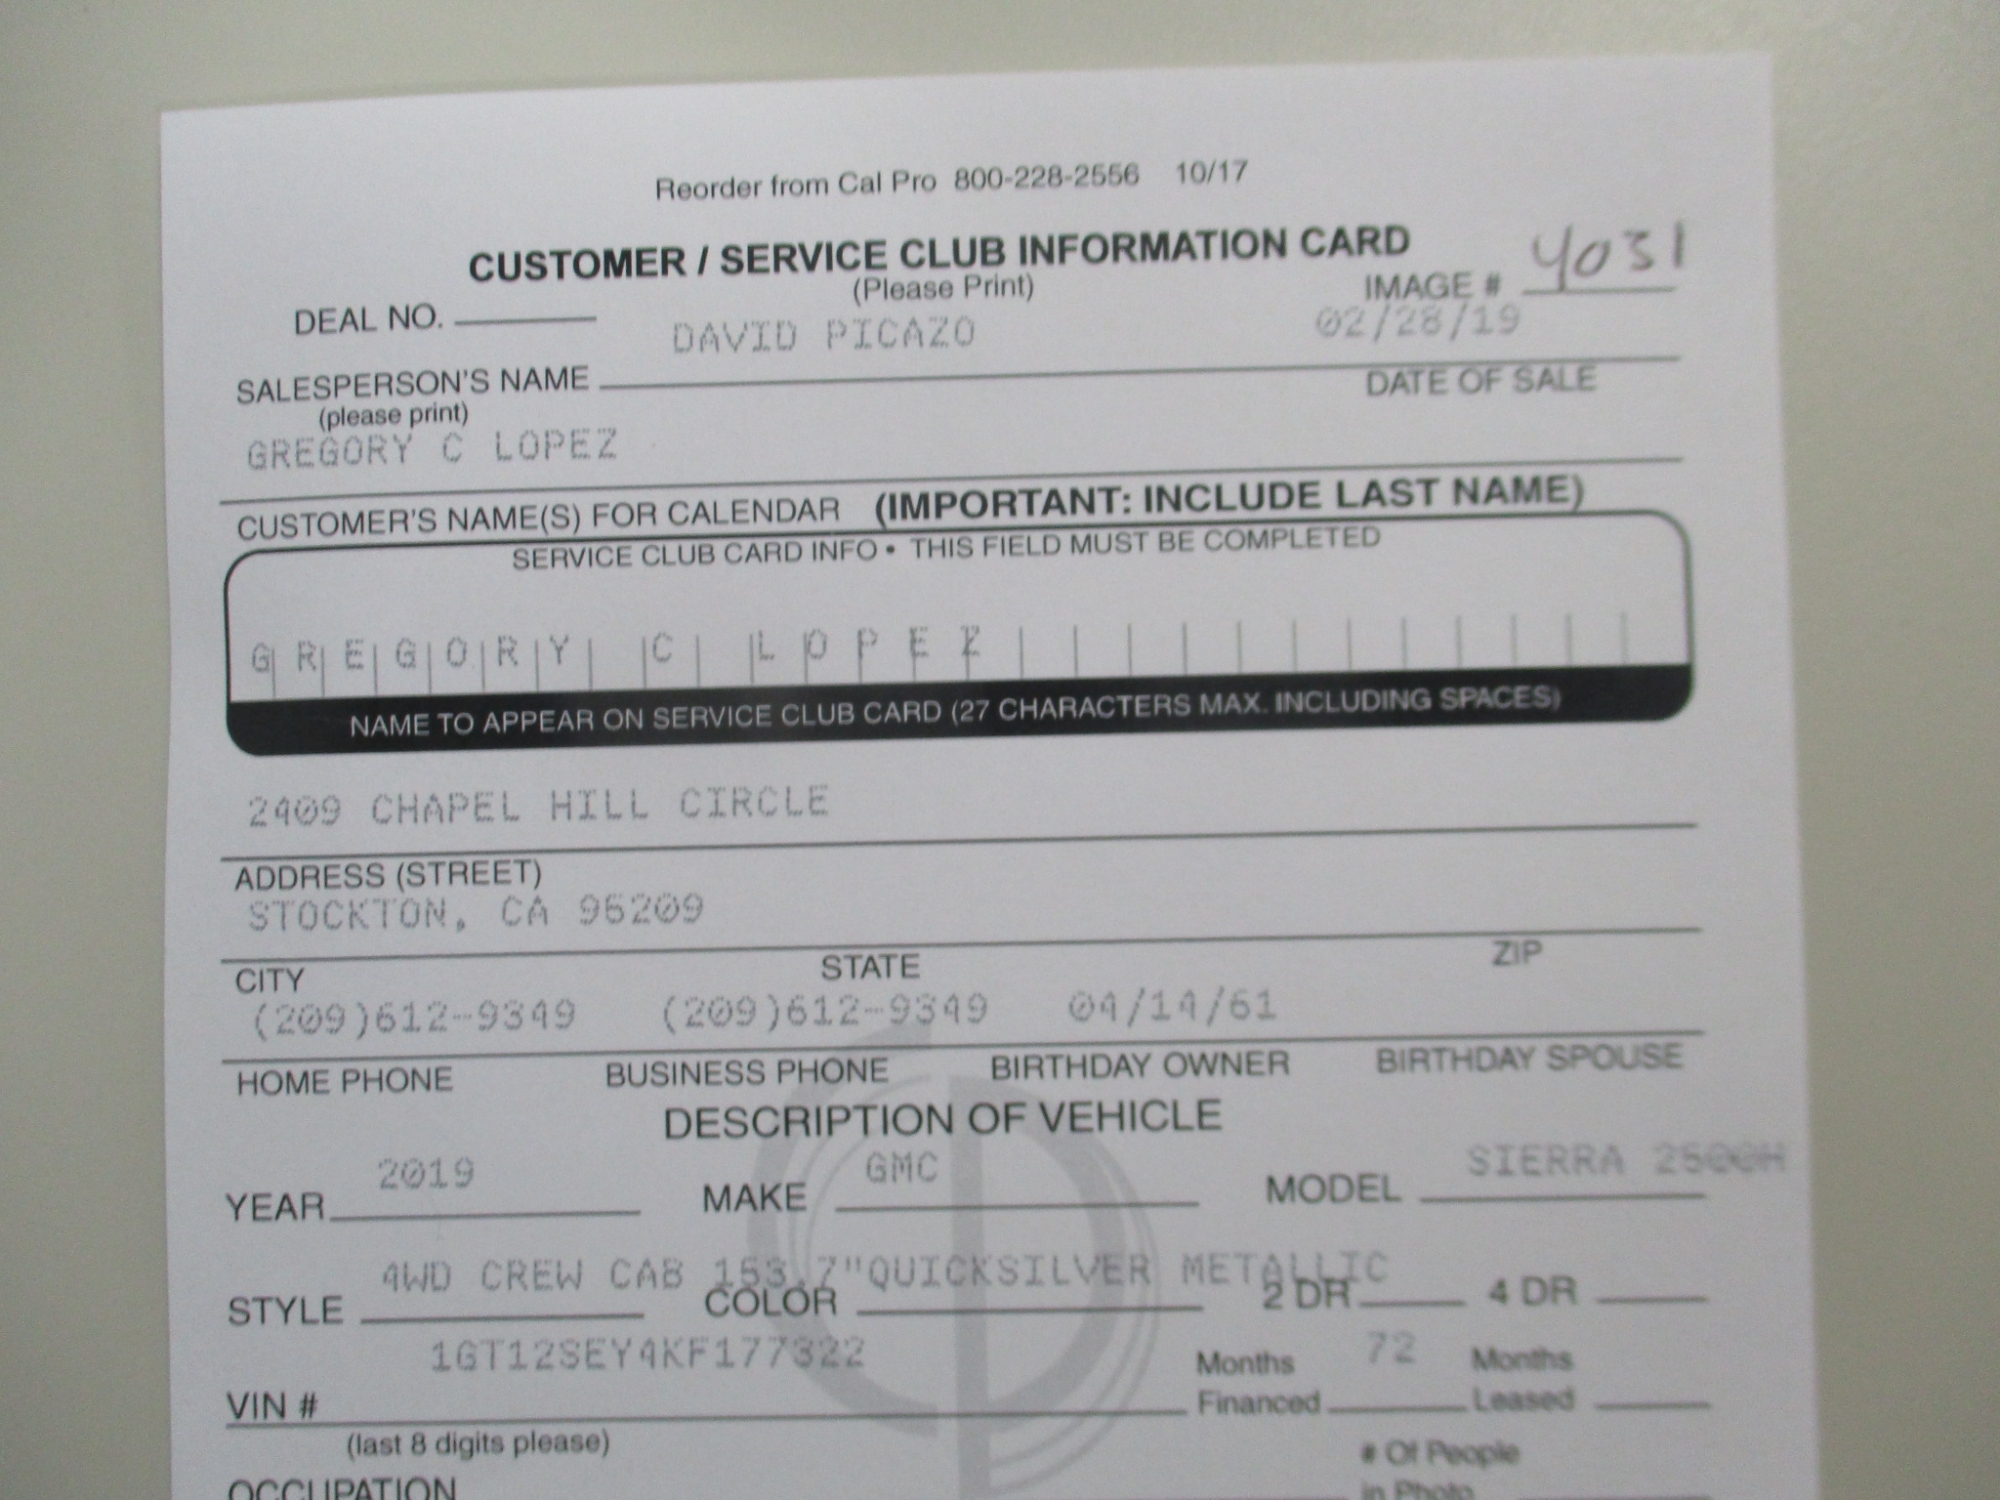 Reorder from Cal Pro 800-228-2556 10/17
CUSTOMER / SERVICE CLUB INFORMATION CARD
(Please Print)
IMAGE # 4031
DEAL NO.
DAVID PICAZO 02/28/19
SALESPERSON'S NAME DATE OF SALE
(please print)
GREGORY C LOPEZ
CUSTOMER'S NAME(S) FOR CALENDAR (IMPORTANT: INCLUDE LAST NAME)
SERVICE CLUB CARD INFO • THIS FIELD MUST BE COMPLETED
GREGORY C LOPEZ
NAME TO APPEAR ON SERVICE CLUB CARD (27 CHARACTERS MAX. INCLUDING SPACES)
2409 CHAPEL HILL CIRCLE
ADDRESS (STREET)
STOCKTON, CA 95209
CITY STATE ZIP
(209)612-9349 (209)612-9349 04/14/61
HOME PHONE BUSINESS PHONE BIRTHDAY OWNER BIRTHDAY SPOUSE
DESCRIPTION OF VEHICLE
YEAR 2019 MAKE GMC MODEL SIERRA 2500H
4WD CREW CAB 153.7"QUICKSILVER METALLIC
STYLE COLOR 2 DR 4 DR
1GT12SEY4KF177322 Months 72 Months
VIN # Financed Leased
(last 8 digits please)
# Of People
OCCUPATION in Photo